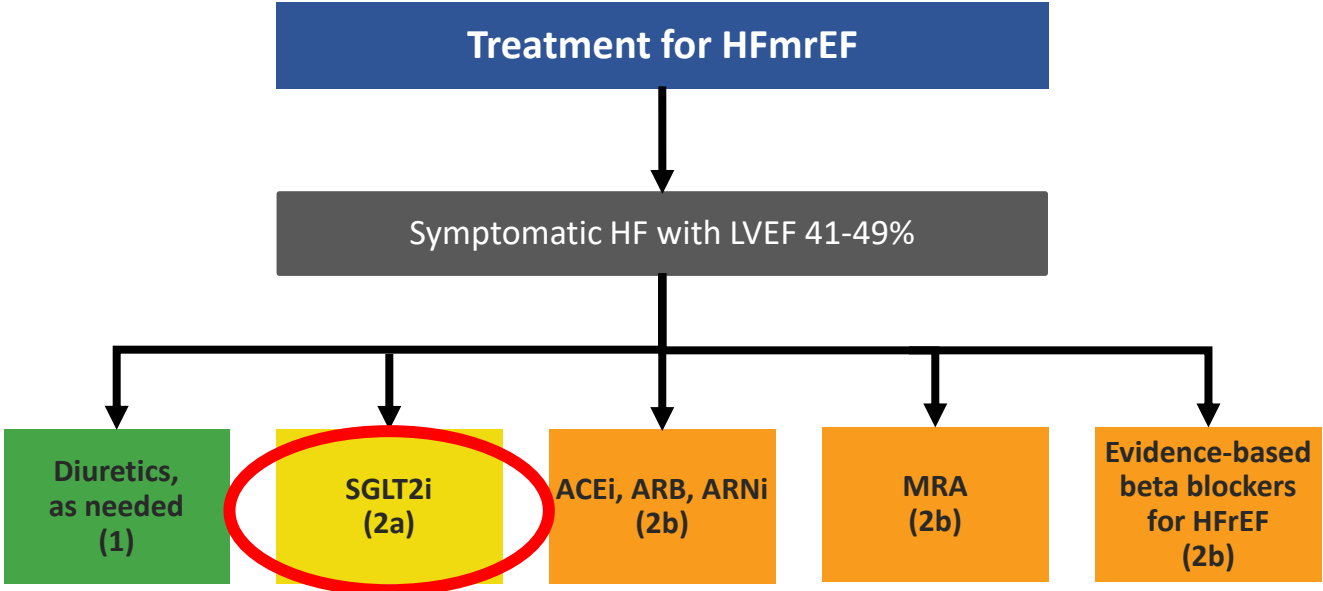 Treatment for HFmrEF
Symptomatic HF with LVEF 41-49%
Diuretics,
as needed
(1)
SGLT2i
(2a)
ACEi, ARB, ARNi
(2b)
MRA
(2b)
Evidence-based
beta blockers
for HFrEF
(2b)